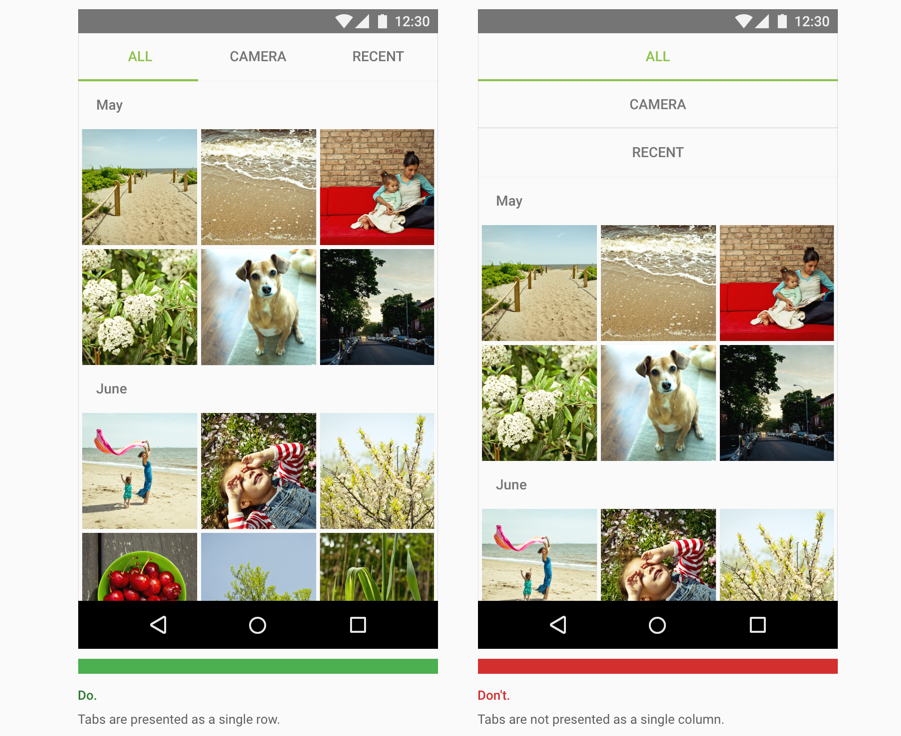 12:30
ALL CAMERA RECENT
May
June
Do.
Tabs are presented as a single row.
12:30
ALL
CAMERA
RECENT
May
June
Don't.
Tabs are not presented as a single column.